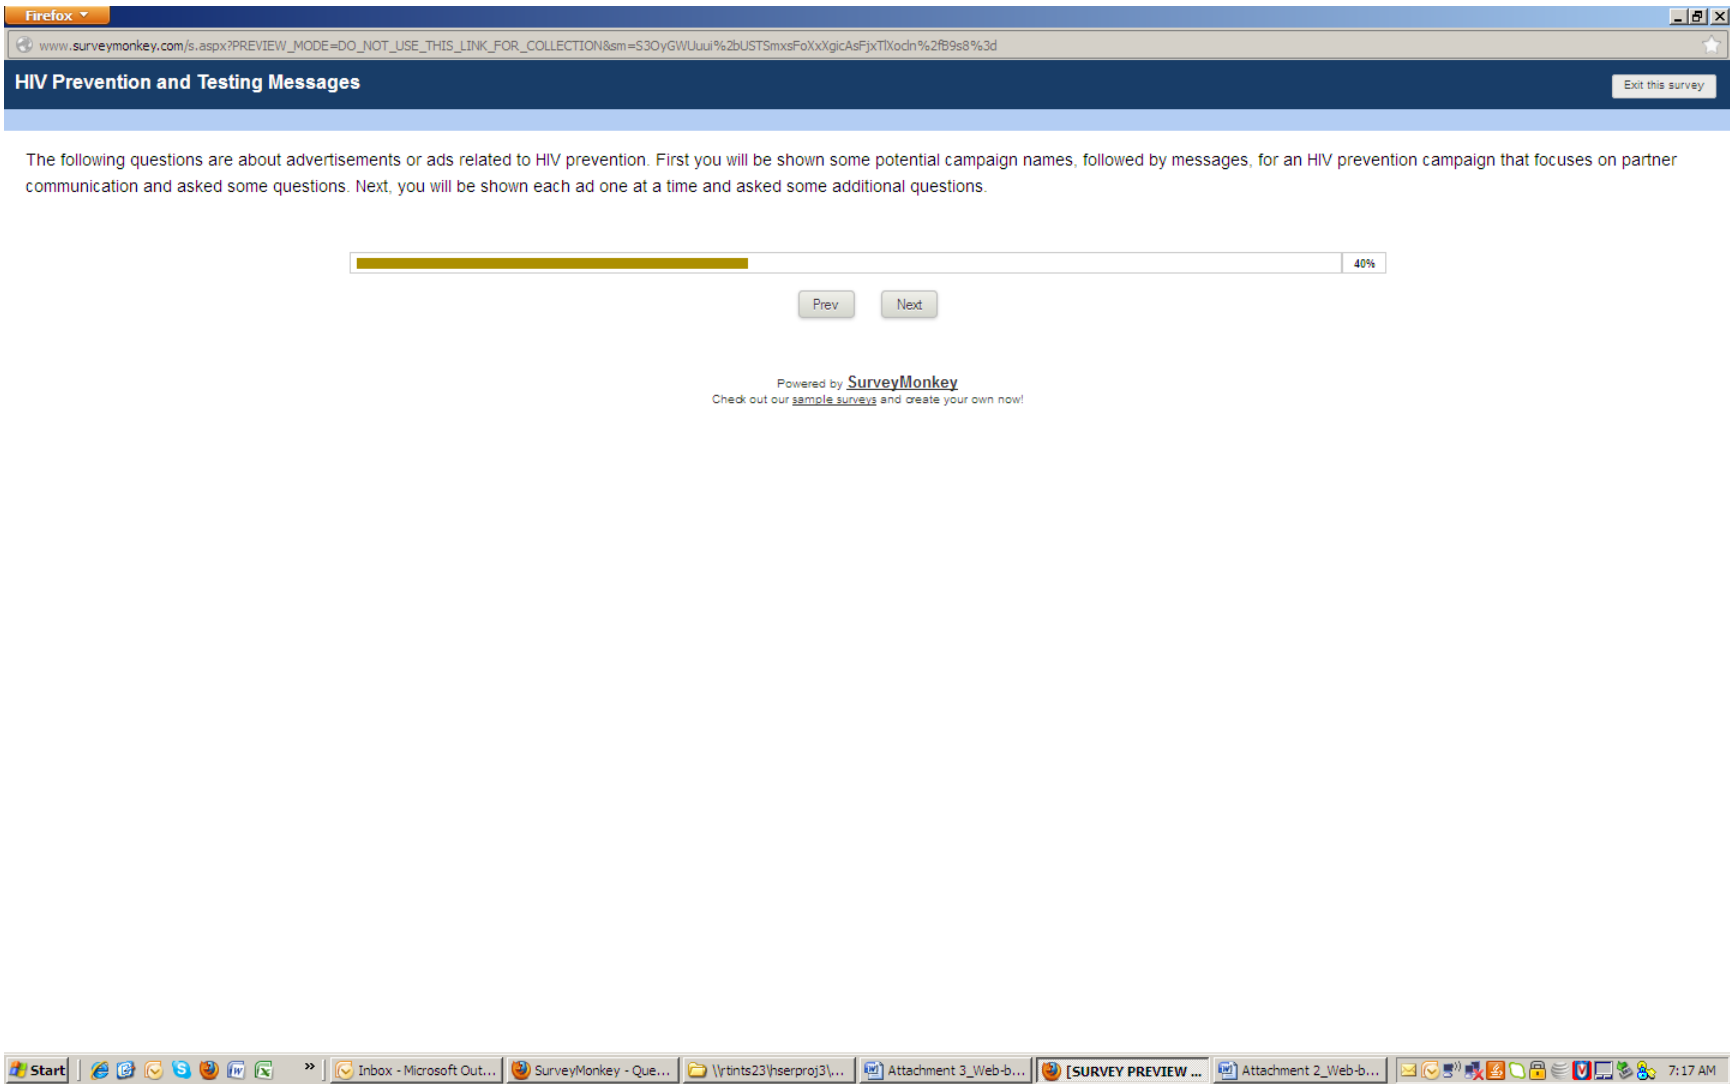 Firefox
www.surveymonkey.com/s.aspx?PREVIEW_MODE=DO_NOT_USE_THIS_LINK_FOR_COLLECTION&sm=S3OyGWUuui%2bUSTSmxsFoXxXgicAsFjxTlXocln%2fB9s8%3d
HIV Prevention and Testing Messages
Exit this survey
The following questions are about advertisements or ads related to HIV prevention. First you will be shown some potential campaign names, followed by messages, for an HIV prevention campaign that focuses on partner
communication and asked some questions. Next, you will be shown each ad one at a time and asked some additional questions.
40%
Prev Next
Powered by SurveyMonkey
Check out our sample surveys and create your own now!
Start » Inbox - Microsoft Out... SurveyMonkey - Que... \\rtints23\hserproj3\... Attachment 3_Web-b... [SURVEY PREVIEW ... Attachment 2_Web-b... 7:17 AM